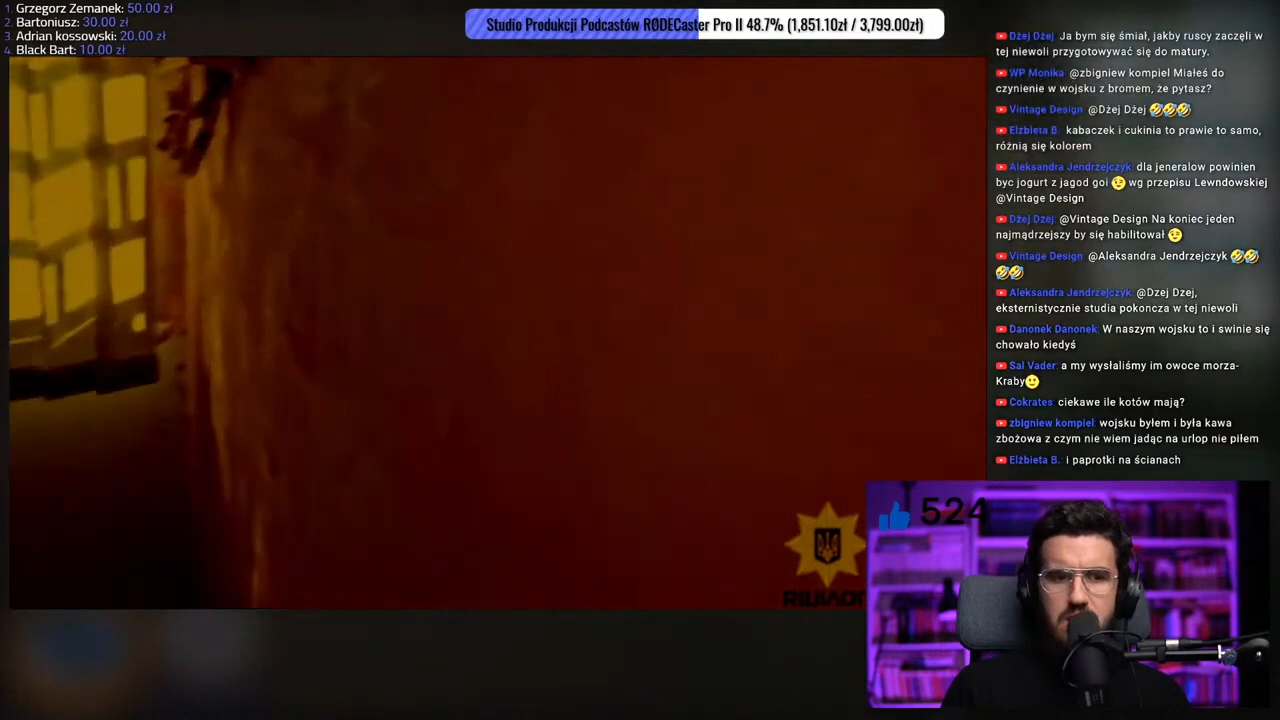 1. Grzegorz Zemanek: 50.00 zł
2. Bartoniusz: 30.00 zł
3. Adrian kossowski: 20.00 zł
4. Black Bart: 10.00 zł
Studio Produkcji Podcastów RØDECaster Pro II 48.7% (1,851.10zł / 3,799.00zł)
Dżej Dżej: Ja bym się śmiał, jakby ruscy zaczęli w
tej niewoli przygotowywać się do matury.
WP Monika: @zbigniew kompiel Miałeś do
czynienie w wojsku z bromem, że pytasz?
Vintage Design: @Dżej Dżej 🤣🤣🤣
Elżbieta B.: kabaczek i cukinia to prawie to samo,
różnią się kolorem
Aleksandra Jendrzejczyk: dla jeneralow powinien
byc jogurt z jagod goi 😉 wg przepisu Lewndowskiej
@Vintage Design
Dżej Dżej: @Vintage Design Na koniec jeden
najmądrzejszy by się habilitował 😉
Vintage Design: @Aleksandra Jendrzejczyk 🤣🤣
🤣🤣
Aleksandra Jendrzejczyk: @Dzej Dzej,
eksternistycznie studia pokoncza w tej niewoli
Danonek Danonek: W naszym wojsku to i swinie się
chowało kiedyś
Sal Vader: a my wysłaliśmy im owoce morza-
Kraby🙂
Cokrates: ciekawe ile kotów mają?
zbigniew kompiel: wojsku byłem i była kawa
zbożowa z czym nie wiem jadąc na urlop nie piłem
Elżbieta B.: i paprotki na ścianach
524